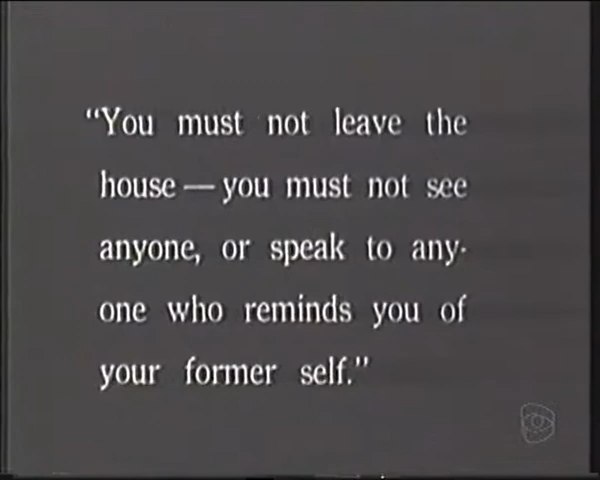 “You must not leave the
house — you must not see
anyone, or speak to any-
one who reminds you of
your former self.”